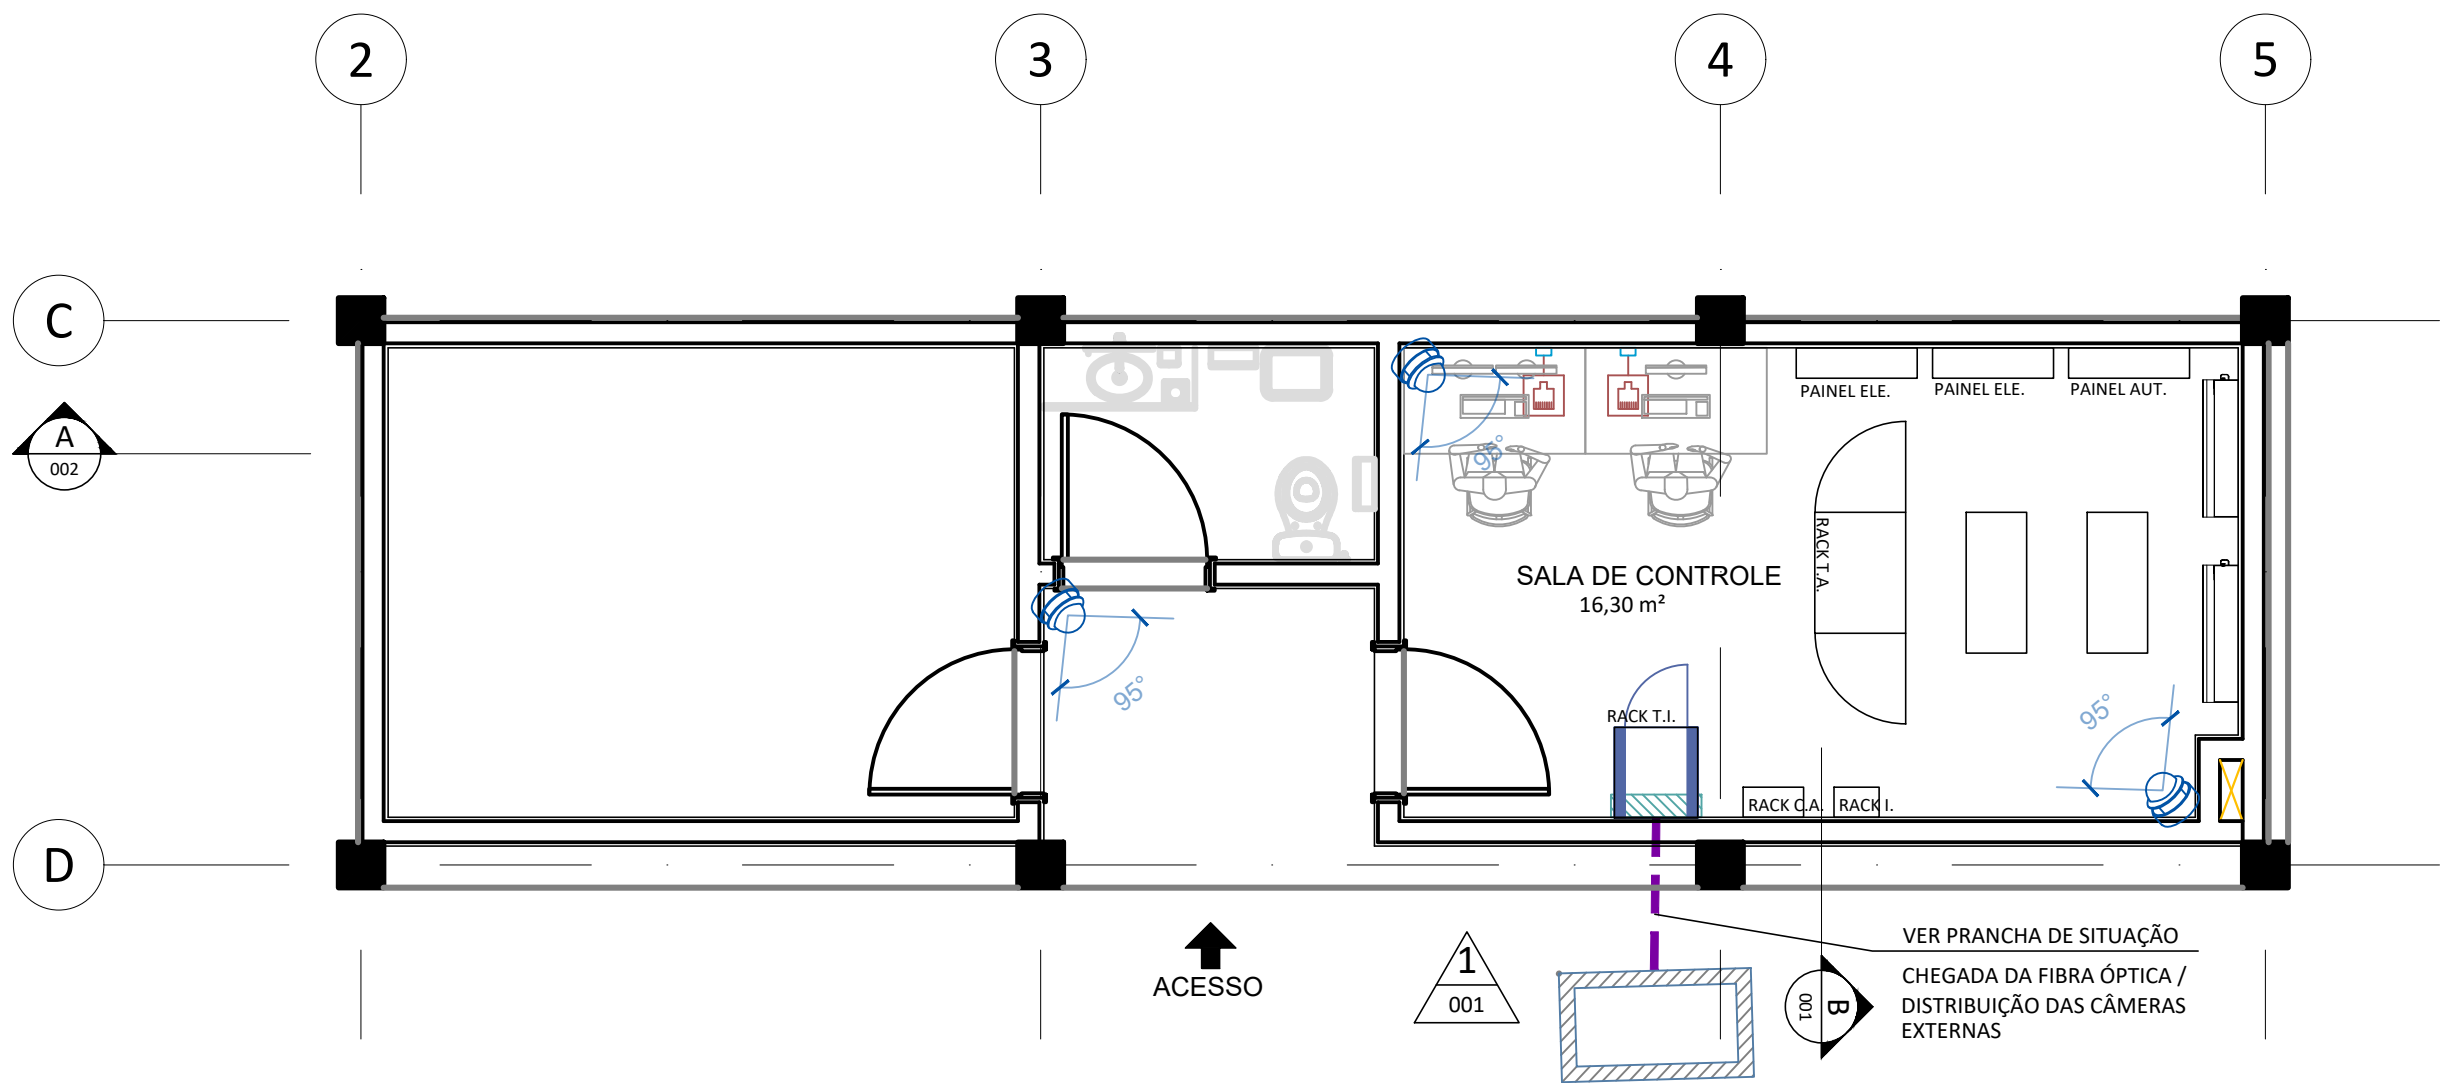 2
3
4
5
C
A
002
D
PAINEL ELE.
PAINEL ELE.
PAINEL AUT.
95°
RACK T.A.
SALA DE CONTROLE
16,30 m²
95°
RACK T.I.
95°
RACK C.A.
RACK I.
ACESSO
1
001
B
001
VER PRANCHA DE SITUAÇÃO
CHEGADA DA FIBRA ÓPTICA /
DISTRIBUIÇÃO DAS CÂMERAS
EXTERNAS